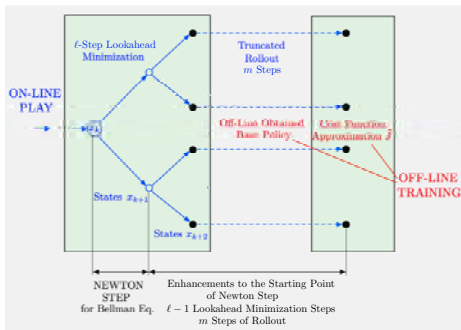 ℓ-Step Lookahead
Minimization
Truncated
Rollout
m Steps
ON-LINE
PLAY
x_k
Off-Line Obtained
Base Policy
Cost Function
Approximation J̃
OFF-LINE
TRAINING
States x_{k+1}
States x_{k+2}
NEWTON
STEP
for Bellman Eq.
Enhancements to the Starting Point
of Newton Step
ℓ − 1 Lookahead Minimization Steps
m Steps of Rollout